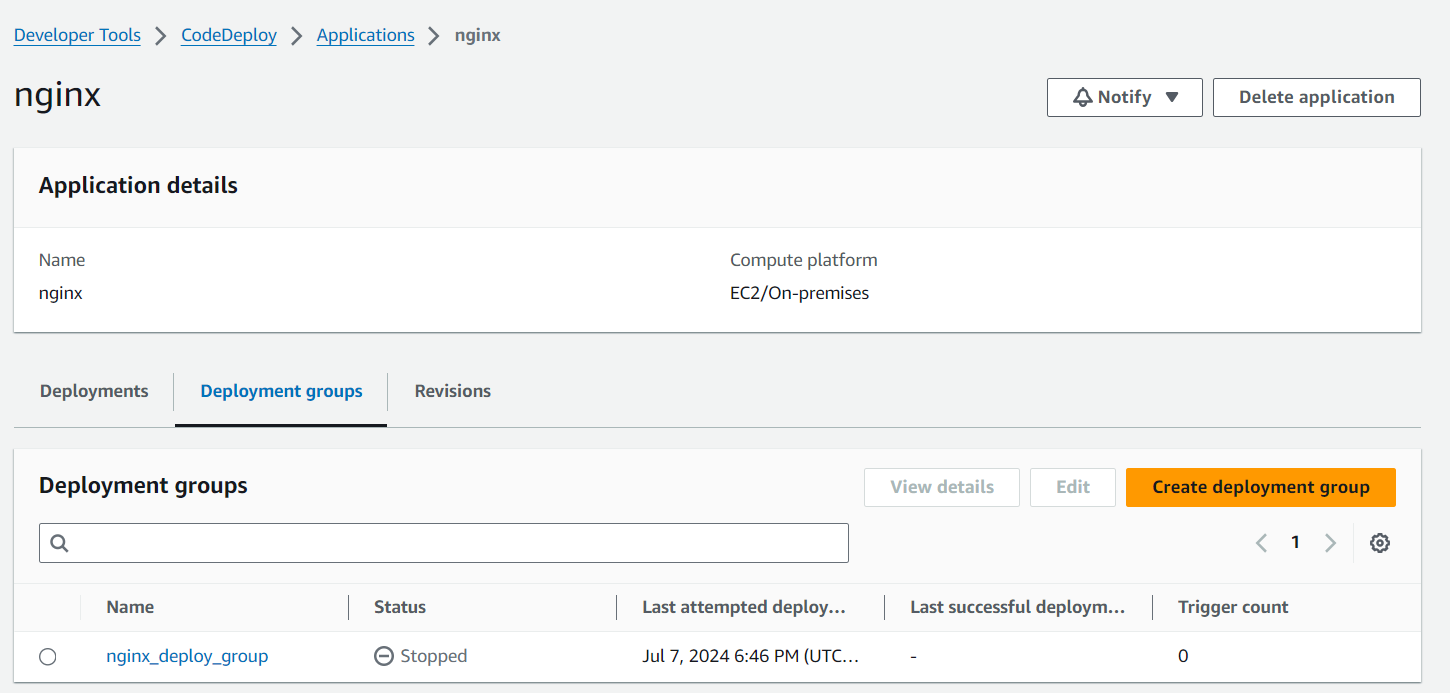 Developer Tools > CodeDeploy > Applications > nginx
nginx
Notify Delete application
Application details
Name Compute platform
nginx EC2/On-premises
Deployments Deployment groups Revisions
Deployment groups View details Edit Create deployment group
1
Name Status Last attempted deploy... Last successful deploym... Trigger count
nginx_deploy_group Stopped Jul 7, 2024 6:46 PM (UTC... - 0